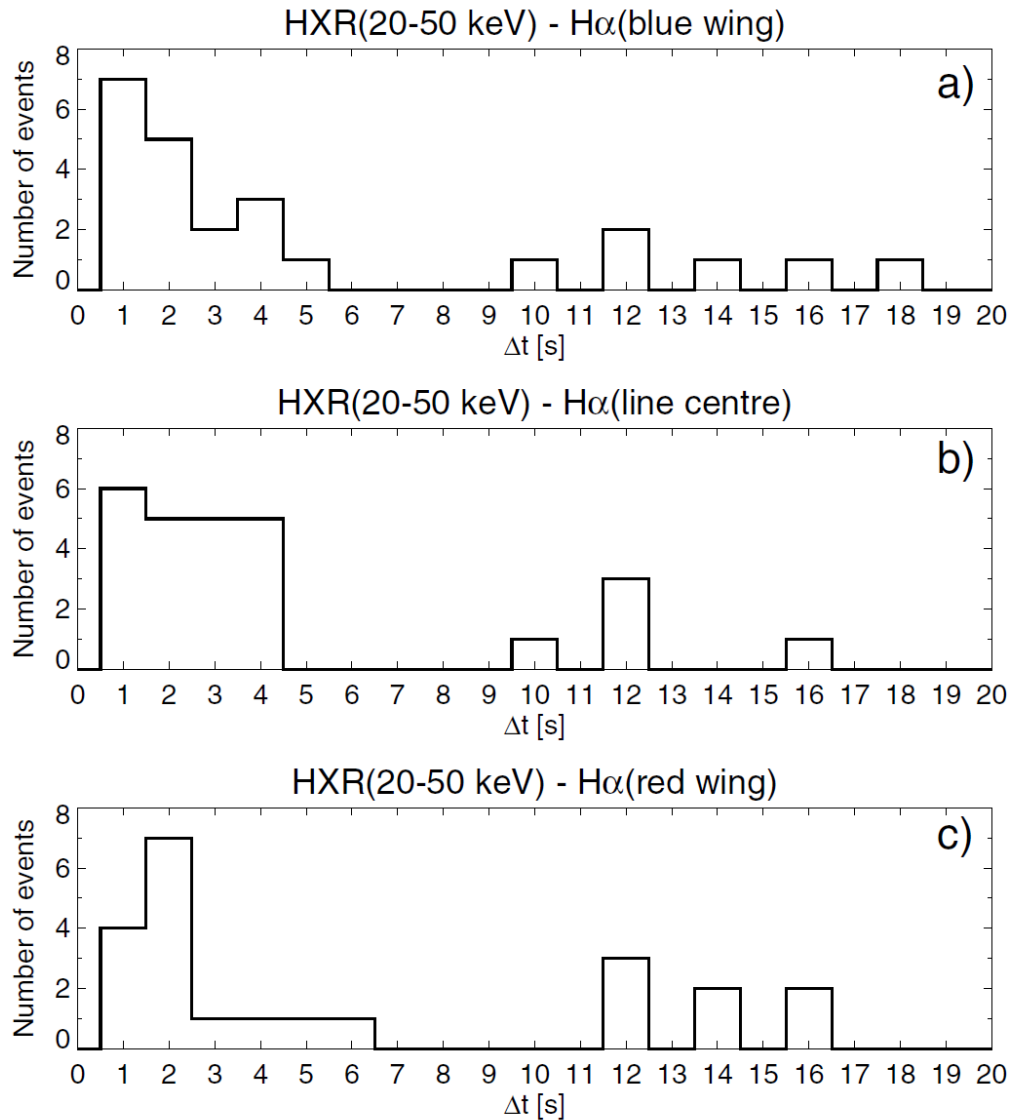 HXR(20-50 keV) - Hα(blue wing)
a)
Number of events
8
6
4
2
0
0 1 2 3 4 5 6 7 8 9 10 11 12 13 14 15 16 17 18 19 20
Δt [s]
HXR(20-50 keV) - Hα(line centre)
b)
Number of events
8
6
4
2
0
0 1 2 3 4 5 6 7 8 9 10 11 12 13 14 15 16 17 18 19 20
Δt [s]
HXR(20-50 keV) - Hα(red wing)
c)
Number of events
8
6
4
2
0
0 1 2 3 4 5 6 7 8 9 10 11 12 13 14 15 16 17 18 19 20
Δt [s]